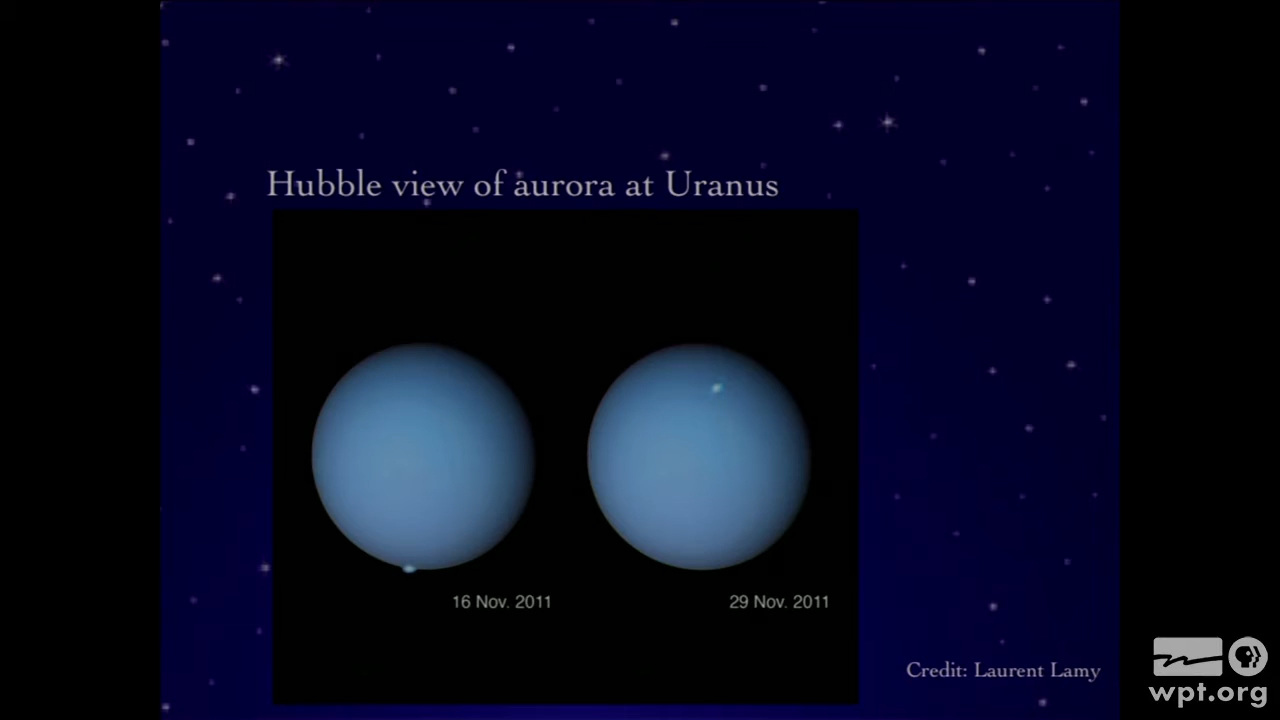 Hubble view of aurora at Uranus
16 Nov. 2011
29 Nov. 2011
Credit: Laurent Lamy
wpt.org